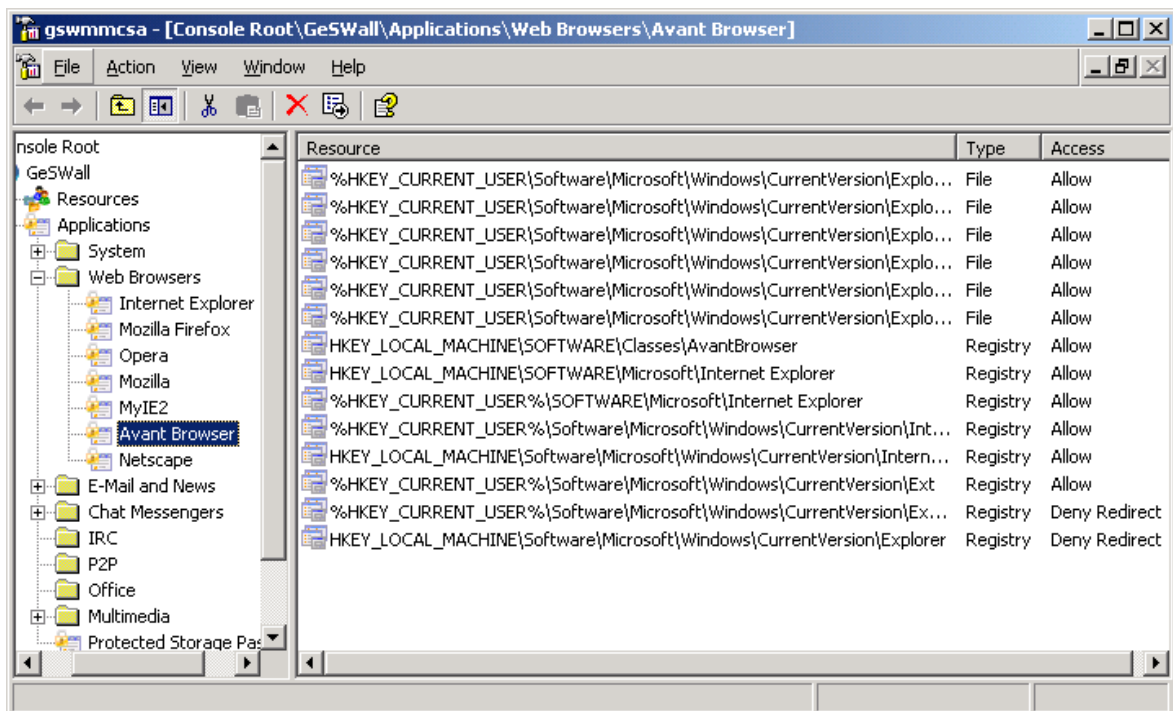 gswmmcsa - [Console Root\GeSWall\Applications\Web Browsers\Avant Browser]
File Action View Window Help
nsole Root
GeSWall
Resources
Applications
System
Web Browsers
Internet Explorer
Mozilla Firefox
Opera
Mozilla
MyIE2
Avant Browser
Netscape
E-Mail and News
Chat Messengers
IRC
P2P
Office
Multimedia
Protected Storage Pas
Resource Type Access
%HKEY_CURRENT_USER\Software\Microsoft\Windows\CurrentVersion\Explo... File Allow
%HKEY_CURRENT_USER\Software\Microsoft\Windows\CurrentVersion\Explo... File Allow
%HKEY_CURRENT_USER\Software\Microsoft\Windows\CurrentVersion\Explo... File Allow
%HKEY_CURRENT_USER\Software\Microsoft\Windows\CurrentVersion\Explo... File Allow
%HKEY_CURRENT_USER\Software\Microsoft\Windows\CurrentVersion\Explo... File Allow
%HKEY_CURRENT_USER\Software\Microsoft\Windows\CurrentVersion\Explo... File Allow
HKEY_LOCAL_MACHINE\SOFTWARE\Classes\AvantBrowser Registry Allow
HKEY_LOCAL_MACHINE\SOFTWARE\Microsoft\Internet Explorer Registry Allow
%HKEY_CURRENT_USER%\SOFTWARE\Microsoft\Internet Explorer Registry Allow
%HKEY_CURRENT_USER%\Software\Microsoft\Windows\CurrentVersion\Int... Registry Allow
HKEY_LOCAL_MACHINE\Software\Microsoft\Windows\CurrentVersion\Intern... Registry Allow
%HKEY_CURRENT_USER%\Software\Microsoft\Windows\CurrentVersion\Ext Registry Allow
%HKEY_CURRENT_USER%\Software\Microsoft\Windows\CurrentVersion\Ex... Registry Deny Redirect
HKEY_LOCAL_MACHINE\Software\Microsoft\Windows\CurrentVersion\Explorer Registry Deny Redirect